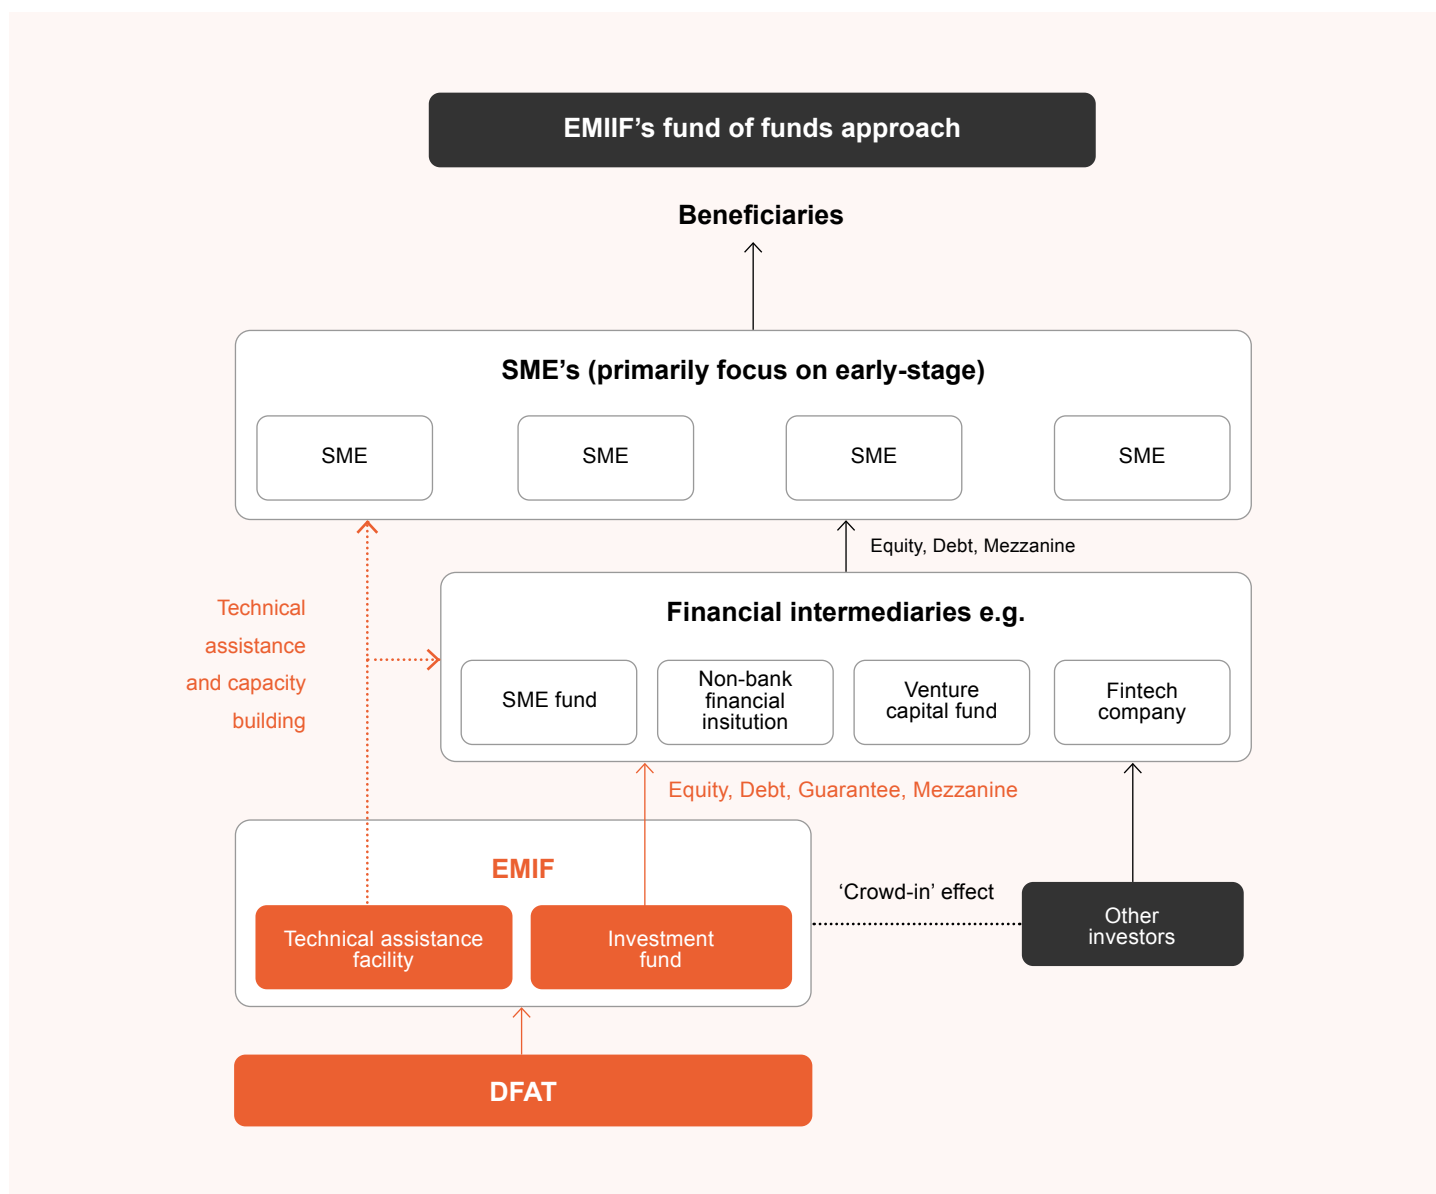 EMIIF’s fund of funds approach
Beneficiaries
SME’s (primarily focus on early-stage)
SME
SME
SME
SME
Equity, Debt, Mezzanine
Technical
assistance
and capacity
building
Financial intermediaries e.g.
SME fund
Non-bank
financial
insitution
Venture
capital fund
Fintech
company
Equity, Debt, Guarantee, Mezzanine
EMIF
Technical assistance
facility
Investment
fund
‘Crowd-in’ effect
Other
investors
DFAT